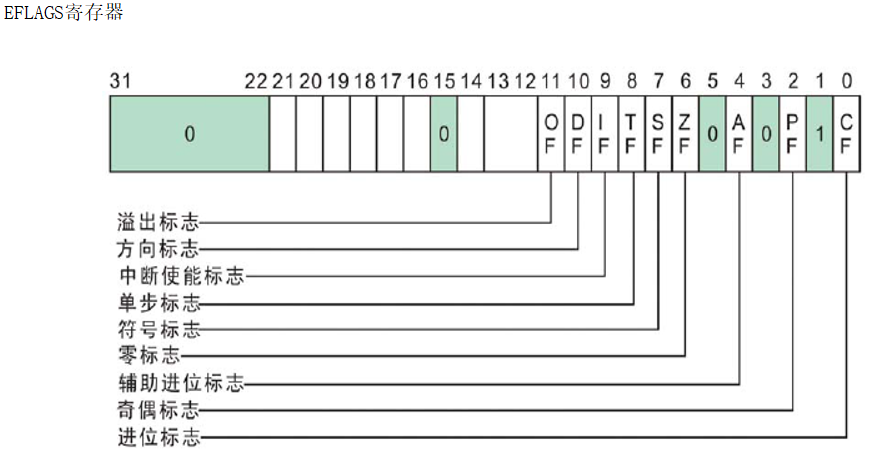 EFLAGS寄存器
31 22 21 20 19 18 17 16 15 14 13 12 11 10 9 8 7 6 5 4 3 2 1 0
0 0 OF DF IF TF SF ZF 0 AF 0 PF 1 CF
溢出标志
方向标志
中断使能标志
单步标志
符号标志
零标志
辅助进位标志
奇偶标志
进位标志